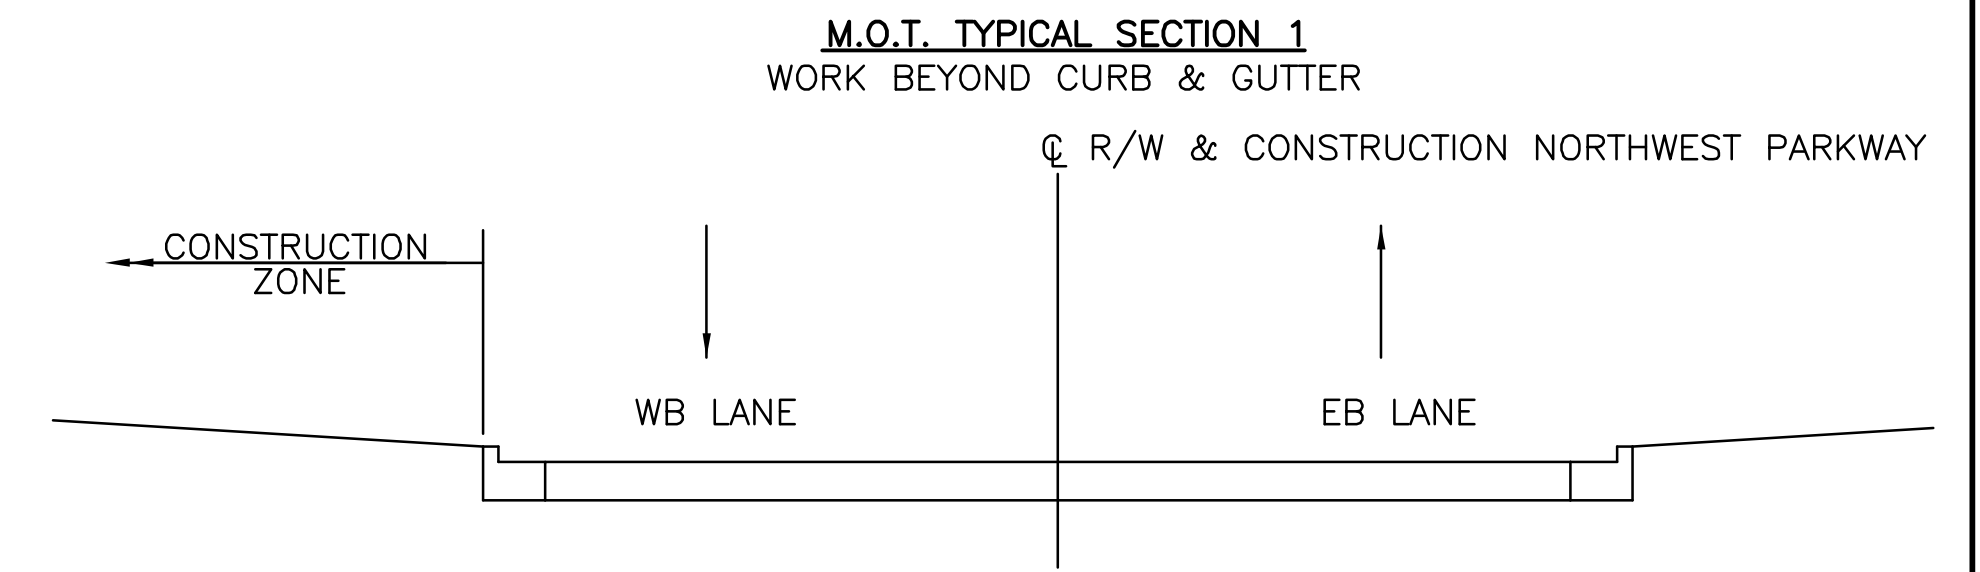 M.O.T. TYPICAL SECTION 1
WORK BEYOND CURB & GUTTER
℄ R/W & CONSTRUCTION NORTHWEST PARKWAY
CONSTRUCTION
ZONE
WB LANE
EB LANE